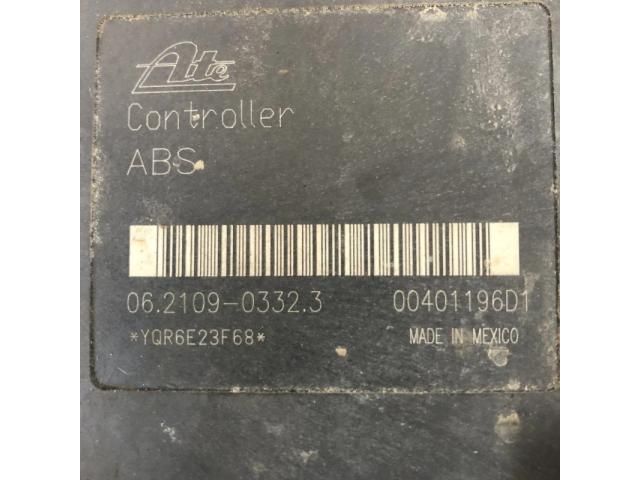 Ate
Controller
ABS
06.2109-0332.3 00401196D1
*YQR6E23F68* MADE IN MEXICO